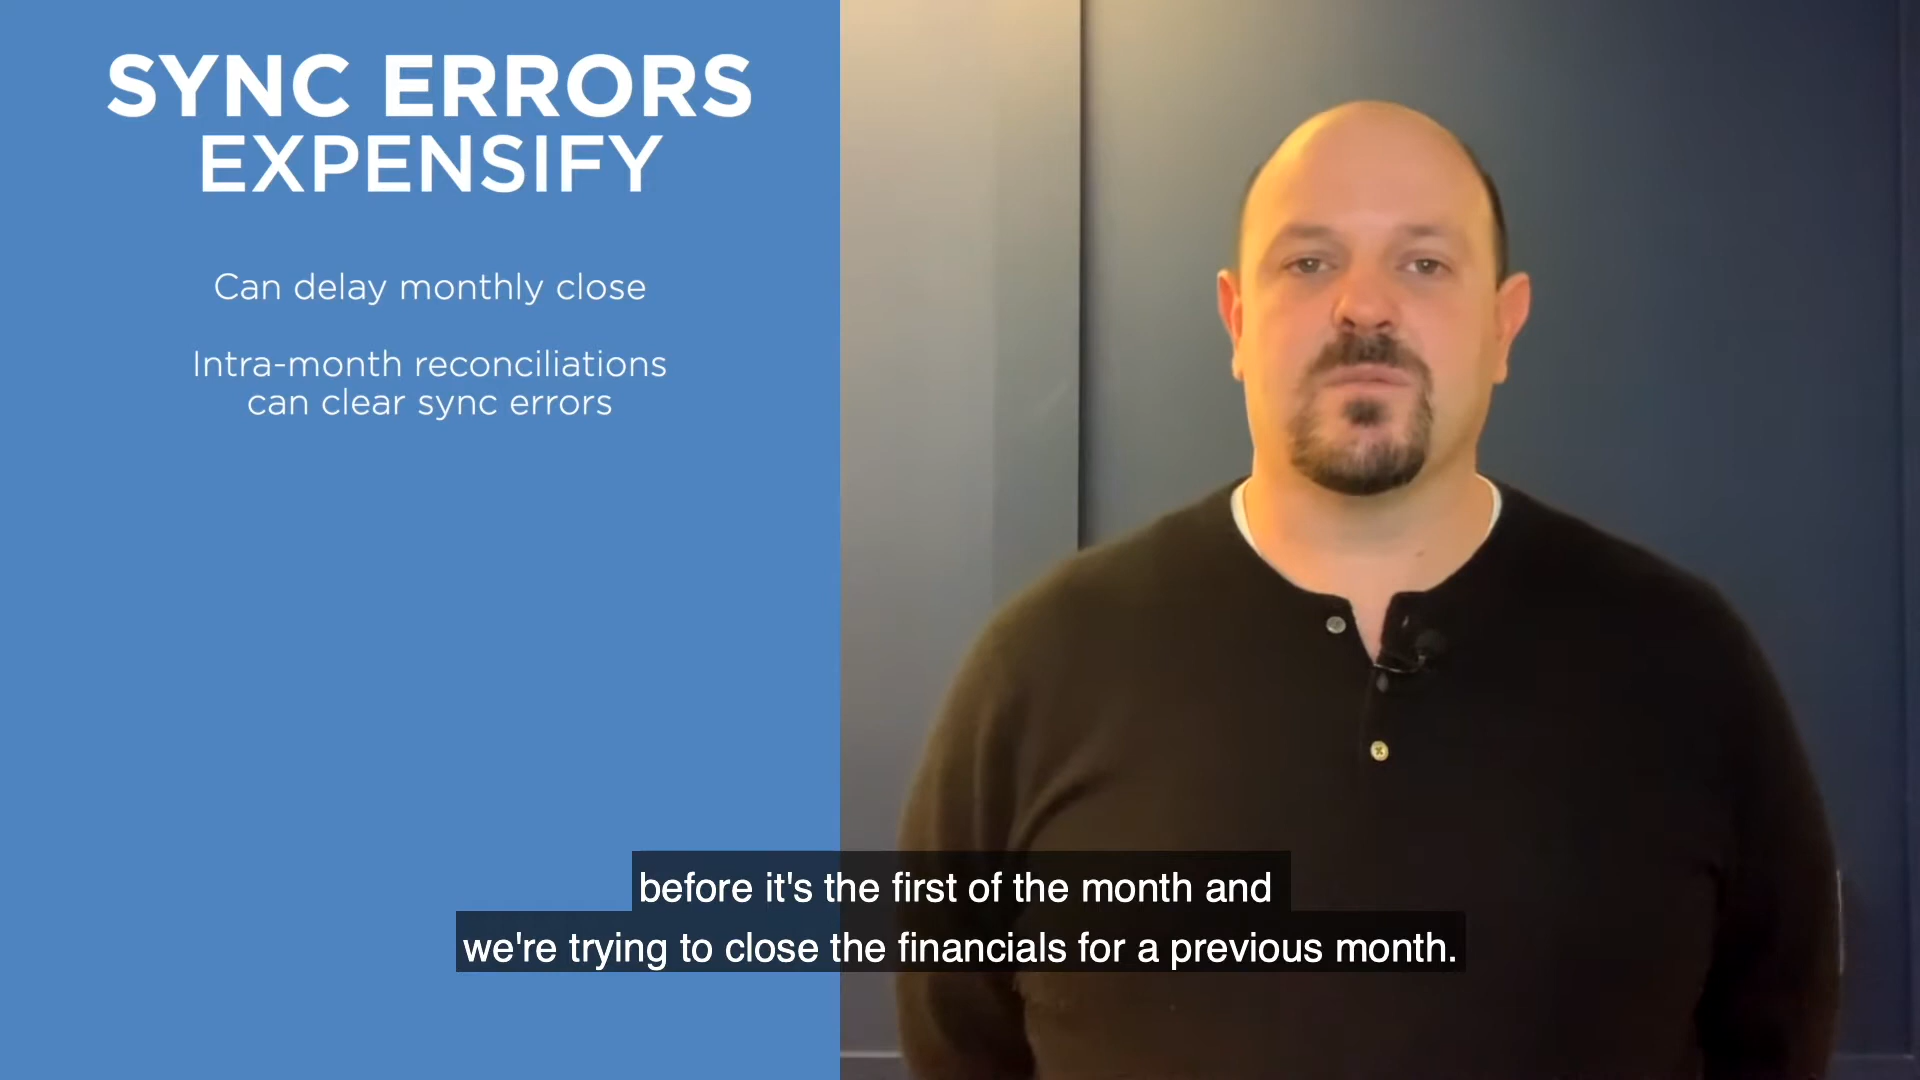 SYNC ERRORS
EXPENSIFY
Can delay monthly close
Intra-month reconciliations
can clear sync errors
before it's the first of the month and
we're trying to close the financials for a previous month.